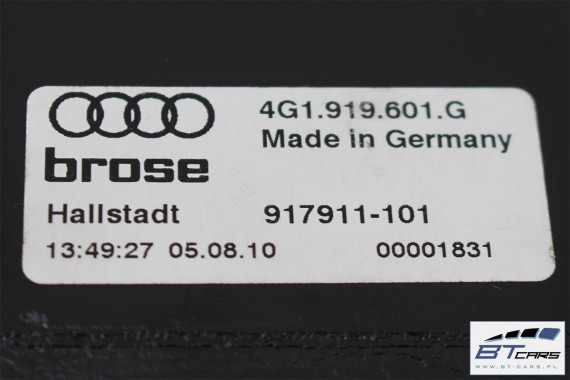 4G1.919.601.G
Made in Germany
brose
Hallstadt 917911-101
13:49:27 05.08.10 00001831
BT CARS
WWW.BT-CARS.PL